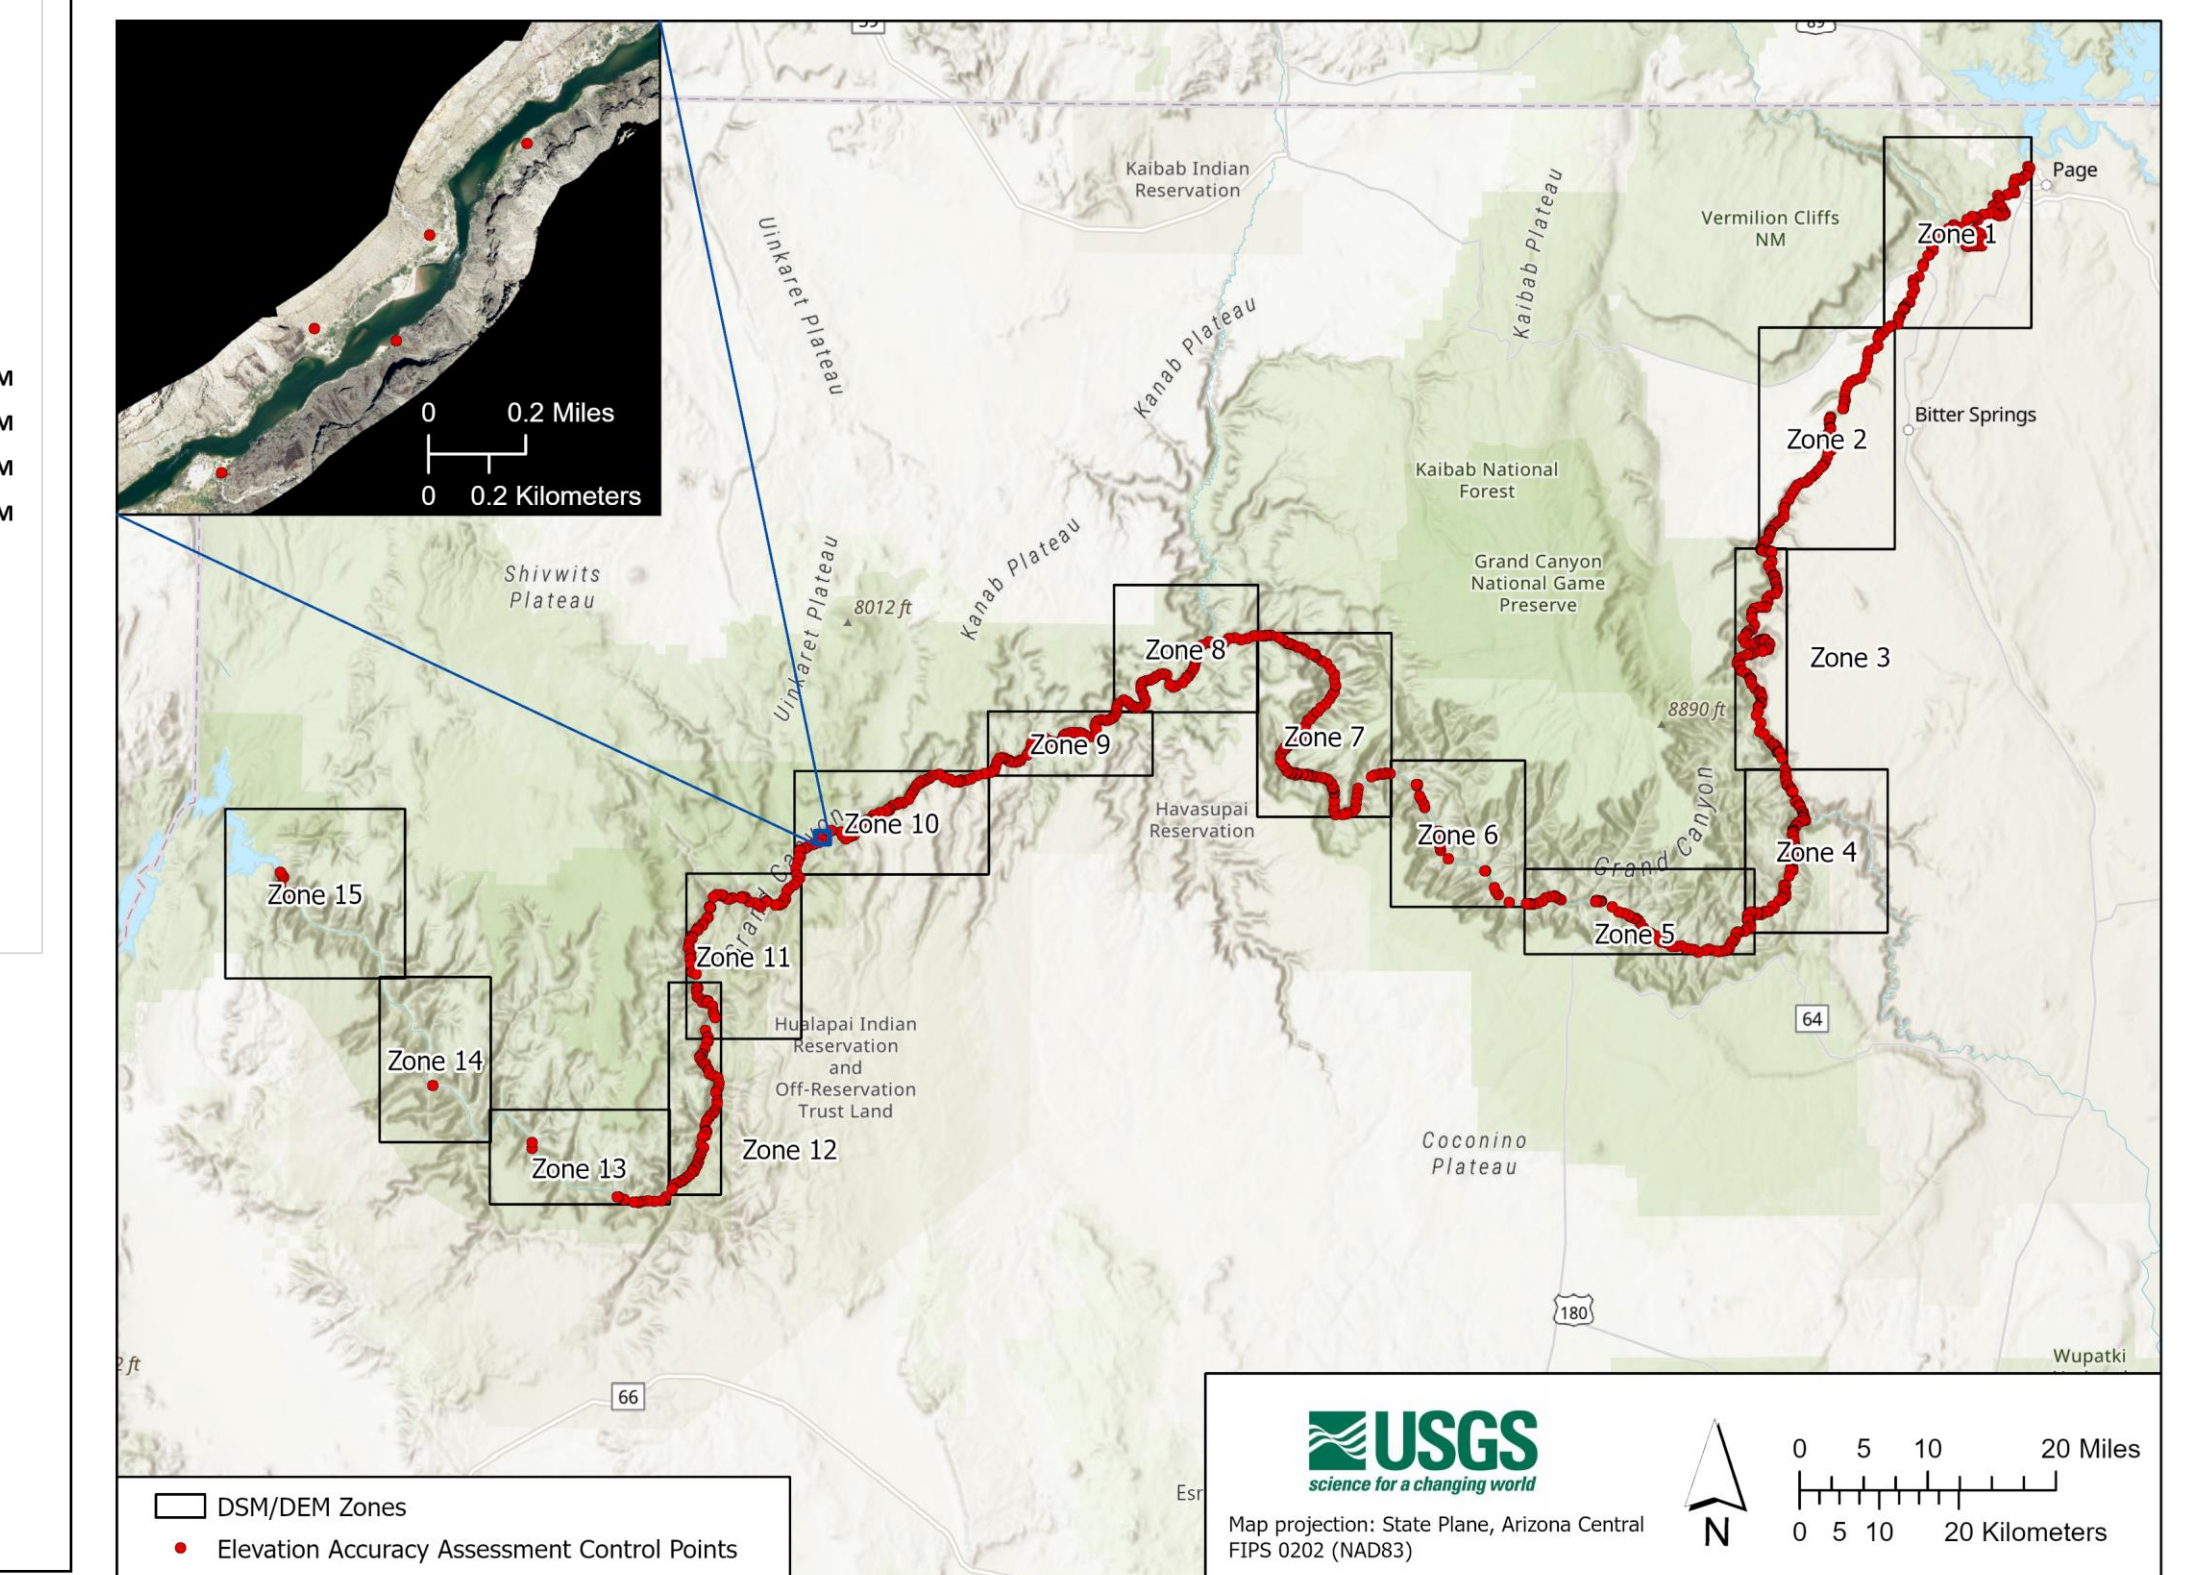 M
M
M
M
0 0.2 Miles
0 0.2 Kilometers
89
Kaibab Indian
Reservation
Uinkaret Plateau
Kanab Plateau
Kaibab Plateau
Vermilion Cliffs
NM
Page
Zone 1
Bitter Springs
Zone 2
Kaibab National
Forest
Grand Canyon
National Game
Preserve
Shivwits
Plateau
Uinkaret Plateau
8012 ft
Kanab Plateau
Zone 8
Zone 3
8890 ft
Zone 7
Zone 9
Havasupai
Reservation
Zone 10
Zone 6
Grand Canyon
Zone 4
Zone 15
Zone 5
Grand Canyon
Zone 11
64
Hualapai Indian
Reservation
and
Off-Reservation
Trust Land
Zone 14
Zone 12
Zone 13
Coconino
Plateau
180
Wupatki
2 ft
66
Esr
USGS
science for a changing world
Map projection: State Plane, Arizona Central
FIPS 0202 (NAD83)
N
0 5 10 20 Miles
0 5 10 20 Kilometers
DSM/DEM Zones
Elevation Accuracy Assessment Control Points